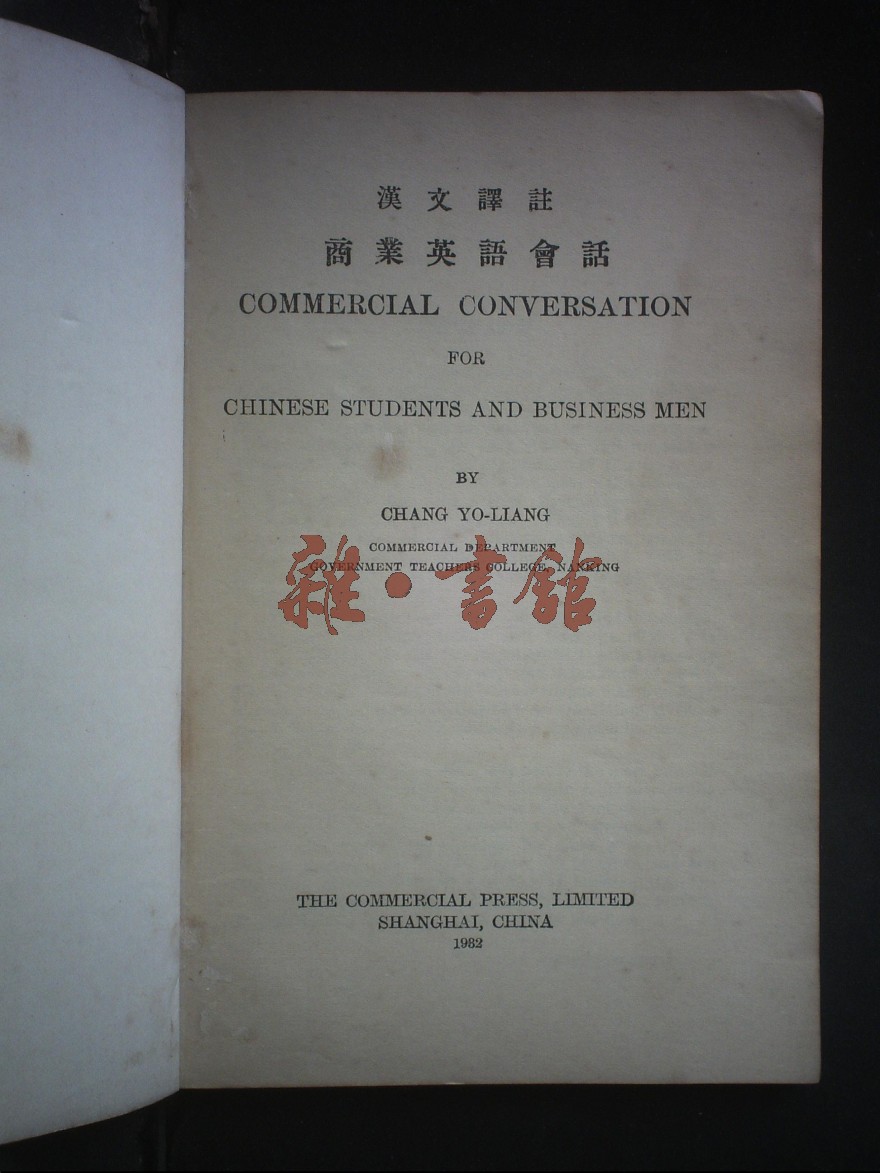 漢文譯註
商業英語會話
COMMERCIAL CONVERSATION
FOR
CHINESE STUDENTS AND BUSINESS MEN
BY
CHANG YO-LIANG
COMMERCIAL DEPARTMENT
GOVERNMENT TEACHERS COLLEGE, NANKING
雜·書館
THE COMMERCIAL PRESS, LIMITED
SHANGHAI, CHINA
1932